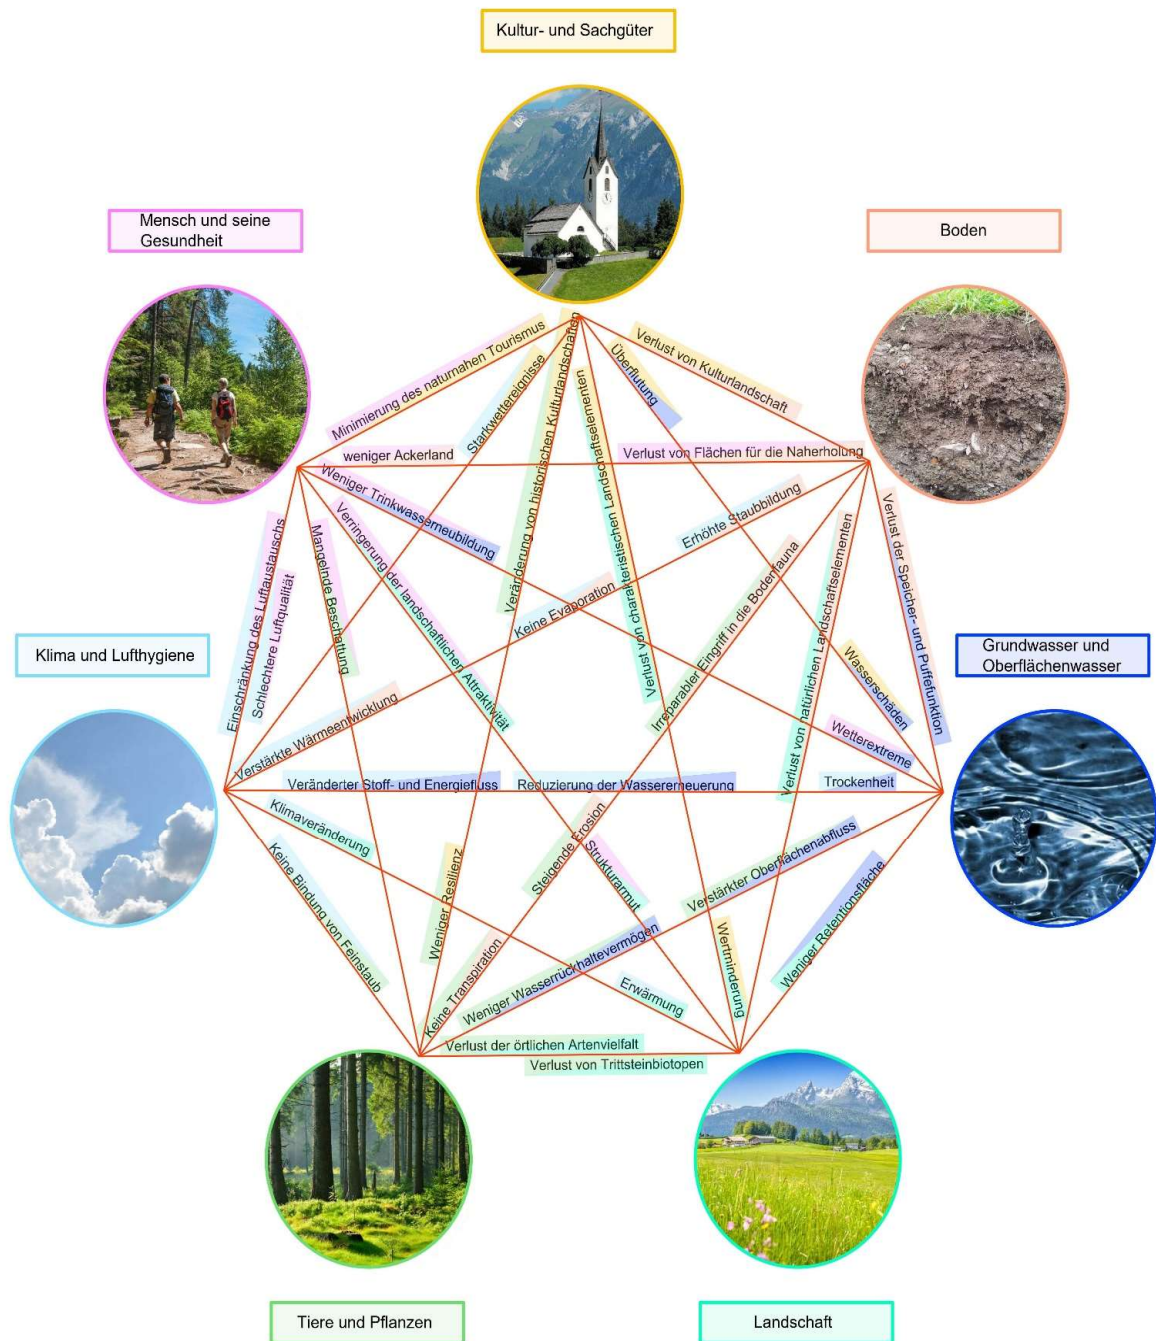 Kultur- und Sachgüter
Mensch und seine
Gesundheit
Boden
Minimierung des naturnahen Tourismus
Starkwetterereignisse
Veränderung von historischen Kulturlandschaften
Verlust von charakteristischen Landschaftselementen
Überflutung
Verlust von Kulturlandschaft
weniger Ackerland
Verlust von Flächen für die Naherholung
Weniger Trinkwasserneubildung
Verringerung der landschaftlichen Attraktivität
Mangelnde Beschattung
Einschränkung des Luftaustauschs
Schlechtere Luftqualität
Erhöhte Staubbildung
Keine Evaporation
Verstärkte Wärmeentwicklung
Irreparabler Eingriff in die Bodenfauna
Verlust von natürlichen Landschaftselementen
Verlust der Speicher- und Puffefunktion
Wasserschäden
Wetterextreme
Klima und Lufthygiene
Grundwasser und
Oberflächenwasser
Veränderter Stoff- und Energiefluss
Reduzierung der Wassererneuerung
Trockenheit
Klimaveränderung
Keine Bindung von Feinstaub
Weniger Resilienz
Steigende Erosion
Strukturarmut
Verstärkter Oberflächenabfluss
Weniger Retentionsfläche
Keine Transpiration
Weniger Wasserrückhaltevermögen
Erwärmung
Wertminderung
Verlust der örtlichen Artenvielfalt
Verlust von Trittsteinbiotopen
Tiere und Pflanzen
Landschaft